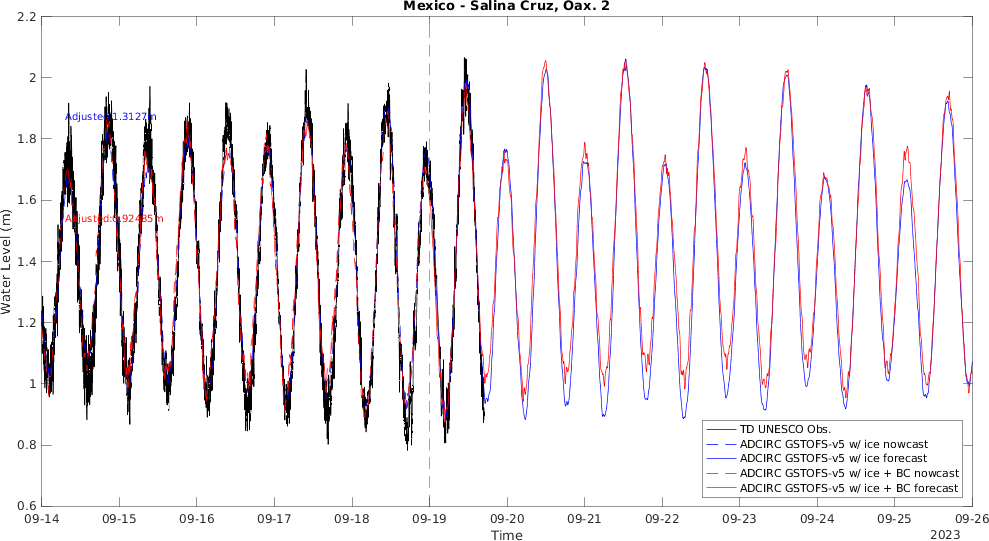 Mexico - Salina Cruz, Oax. 2
2.2
2
1.8
1.6
1.4
1.2
1
0.8
0.6
Water Level (m)
Adjusted:1.3127m
Adjusted:0.92485m
TD UNESCO Obs.
ADCIRC GSTOFS-v5 w/ ice nowcast
ADCIRC GSTOFS-v5 w/ ice forecast
ADCIRC GSTOFS-v5 w/ ice + BC nowcast
ADCIRC GSTOFS-v5 w/ ice + BC forecast
09-14 09-15 09-16 09-17 09-18 09-19 09-20 09-21 09-22 09-23 09-24 09-25 09-26
Time
2023